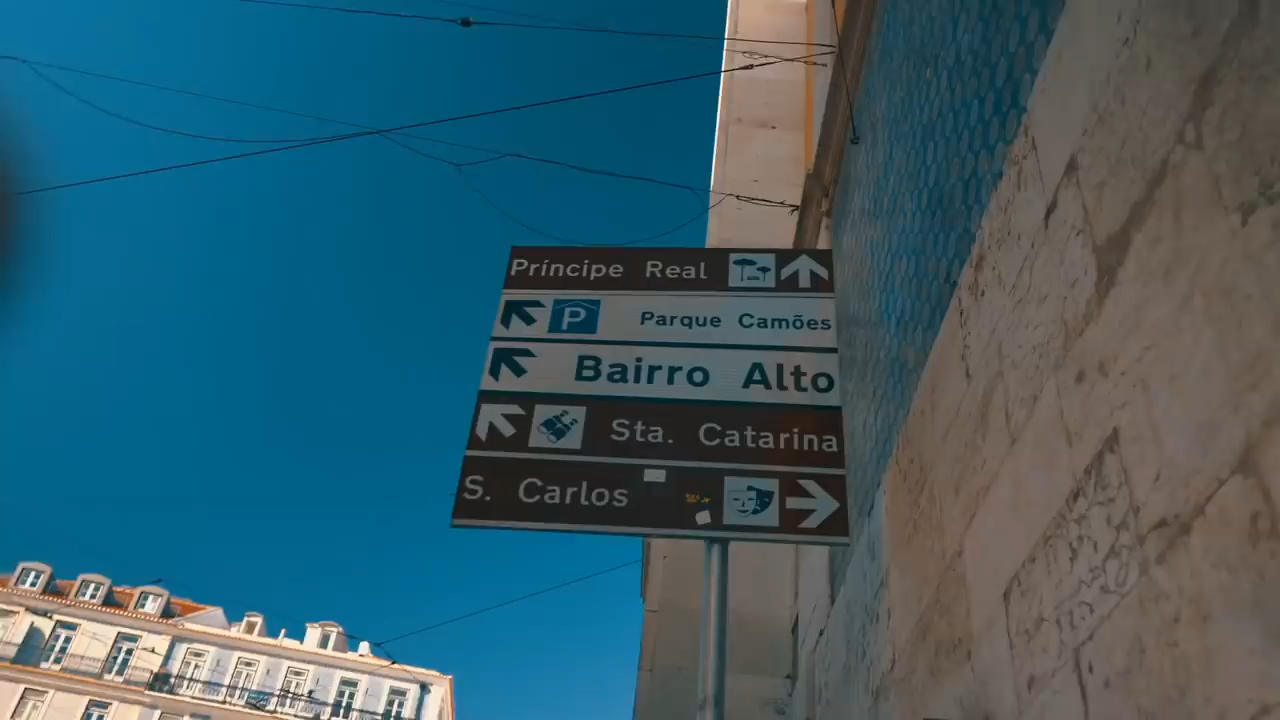 Príncipe Real
P Parque Camões
Bairro Alto
Sta. Catarina
S. Carlos